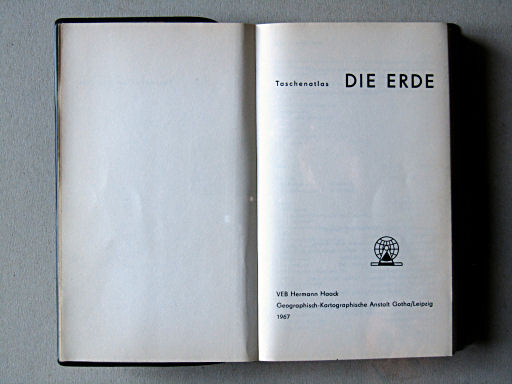 Taschenatlas DIE ERDE
VEB Hermann Haack
Geographisch-Kartographische Anstalt Gotha/Leipzig
1967